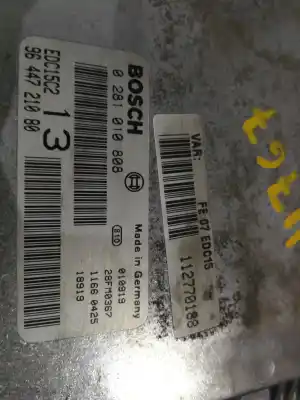 BOSCH
0 281 010 808
EDC15C2
96 447 210 80
13
Made in Germany
010919
28FM0367
1166 0425
18919
VAR:
FE 07 EDC15
112770188